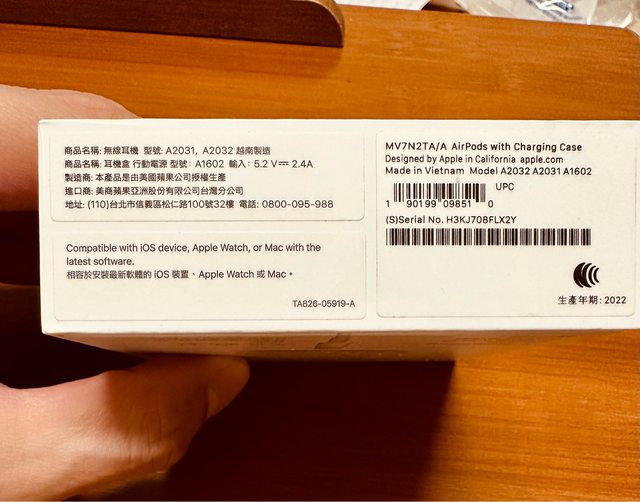 商品名稱: 無線耳機 型號: A2031, A2032 越南製造
商品名稱: 耳機盒 行動電源 型號: A1602 輸入: 5.2 V⎓ 2.4A
製造商: 本產品是由美國蘋果公司授權生產
進口商: 美商蘋果亞洲股份有限公司台灣分公司
地址: (110)台北市信義區松仁路100號32樓 電話: 0800-095-988
Compatible with iOS device, Apple Watch, or Mac with the
latest software.
相容於安裝最新軟體的 iOS 裝置、Apple Watch 或 Mac。
TA826-05919-A
MV7N2TA/A AirPods with Charging Case
Designed by Apple in California apple.com
Made in Vietnam Model A2032 A2031 A1602
UPC
1 90199 09851 0
(S)Serial No. H3KJ708FLX2Y
生產年期: 2022